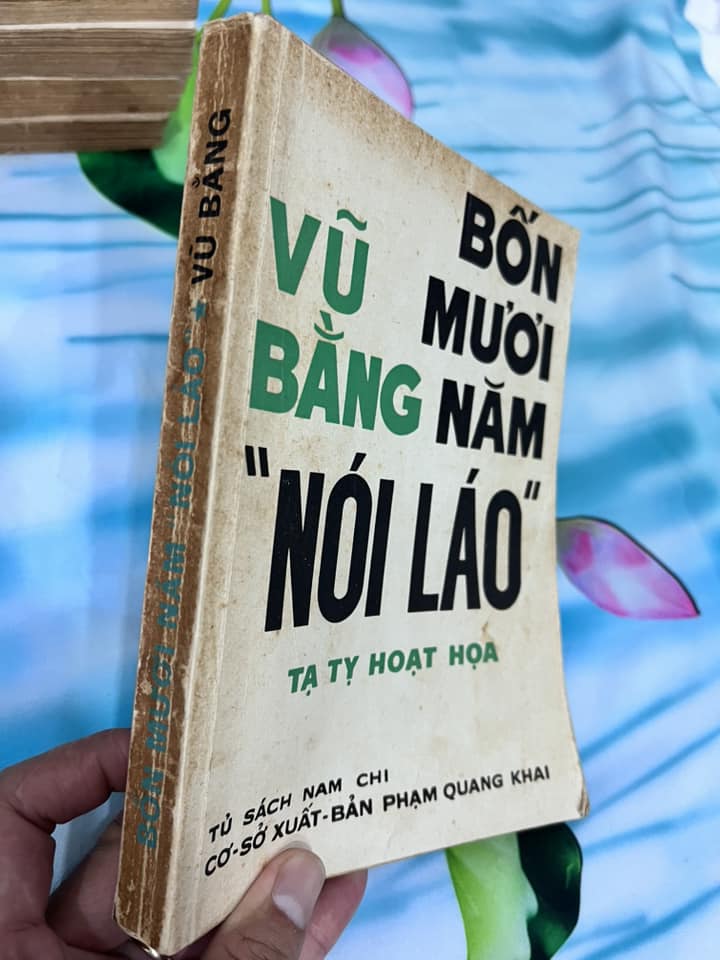 BỐN MƯƠI NĂM "NÓI LÁO" ★ VŨ BẰNG
VŨ BẰNG
BỐN MƯƠI NĂM
"NÓI LÁO"
TẠ TỴ HOẠT HỌA
TỦ SÁCH NAM CHI
CƠ-SỞ XUẤT-BẢN PHẠM QUANG KHAI